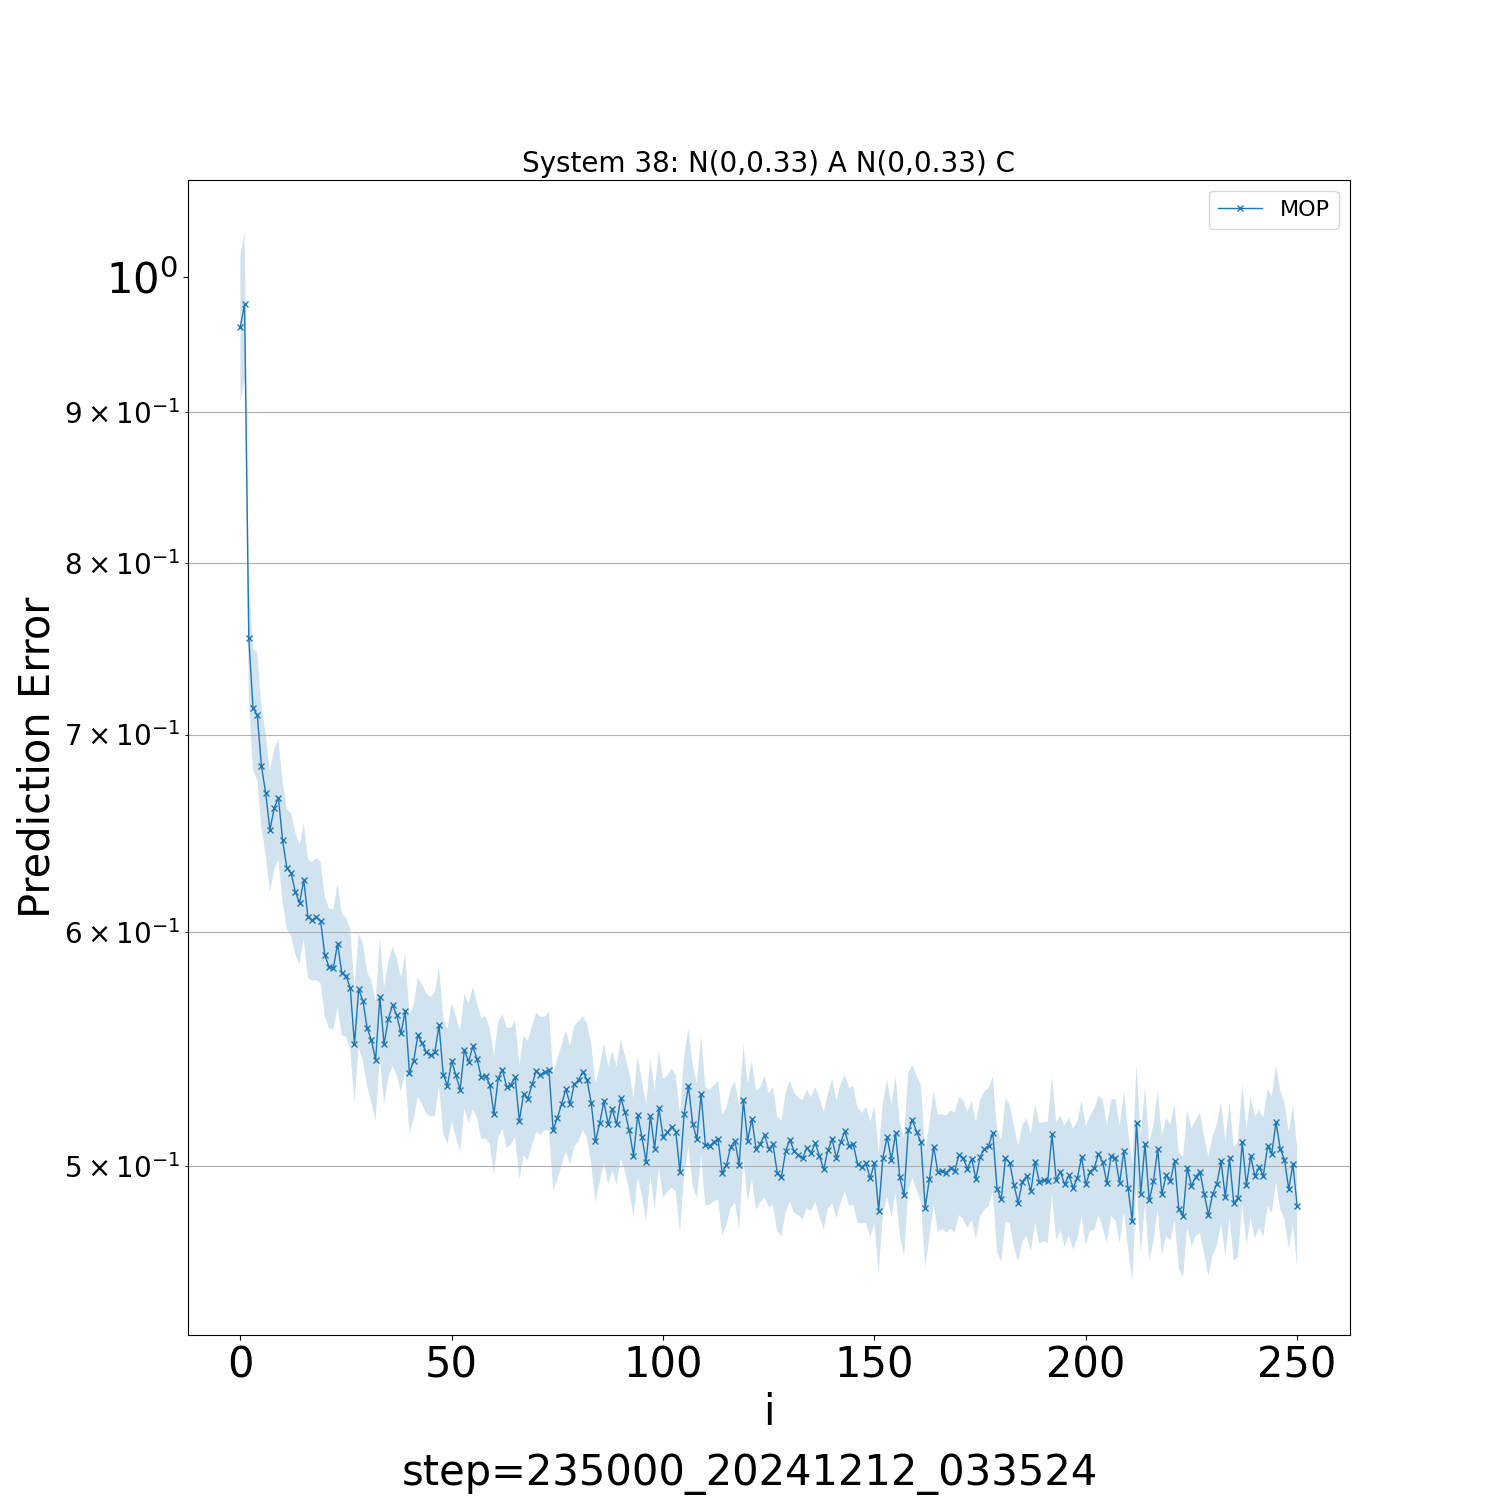 System 38: N(0,0.33) A N(0,0.33) C
MOP
10⁰
9 × 10⁻¹
8 × 10⁻¹
7 × 10⁻¹
6 × 10⁻¹
5 × 10⁻¹
Prediction Error
0 50 100 150 200 250
i
step=235000_20241212_033524